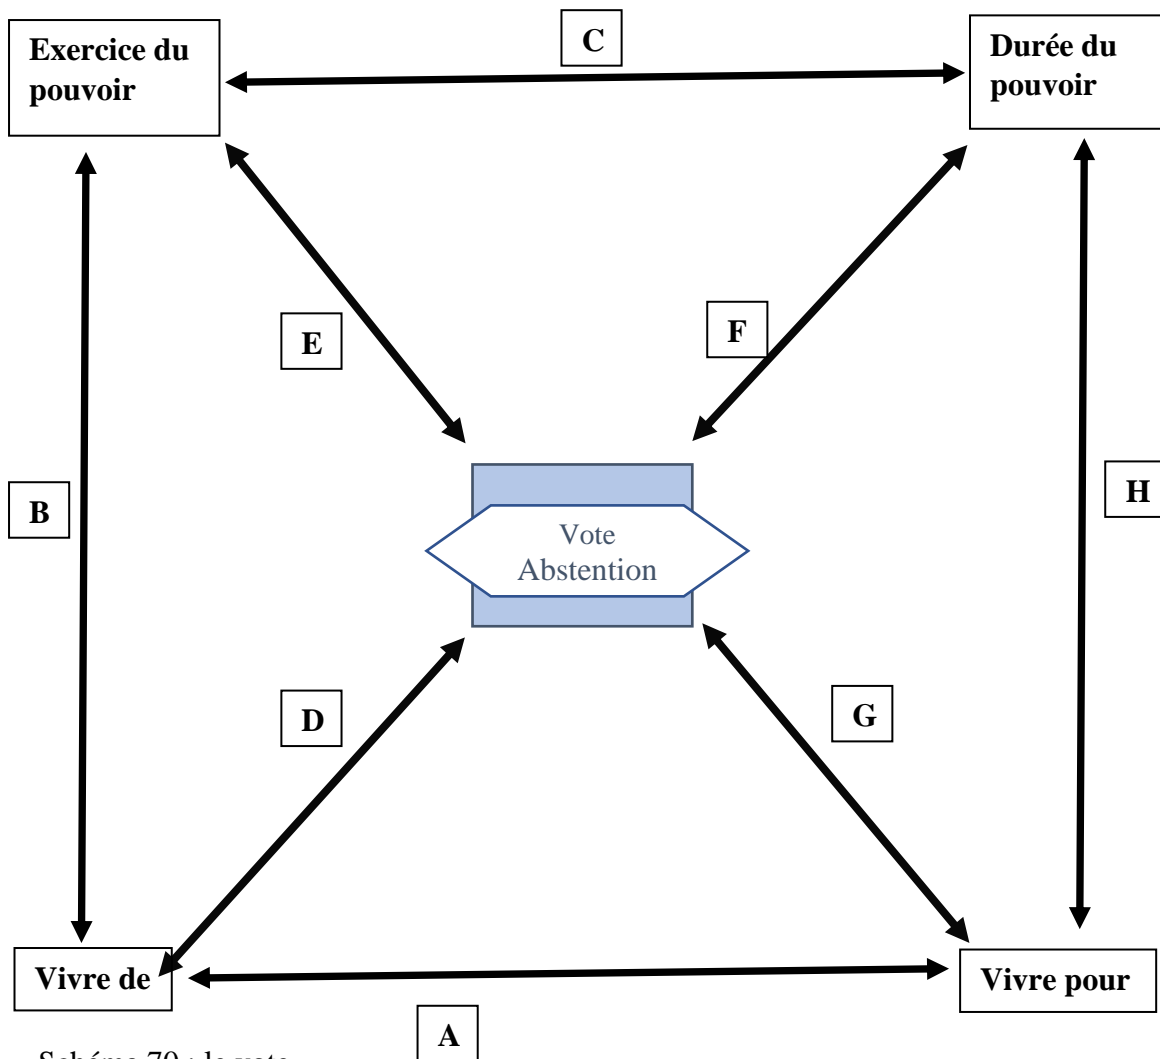 Exercice du
pouvoir
C
Durée du
pouvoir
E
F
B
H
Vote
Abstention
D
G
Vivre de
Vivre pour
A
Schéma 70 : le vote